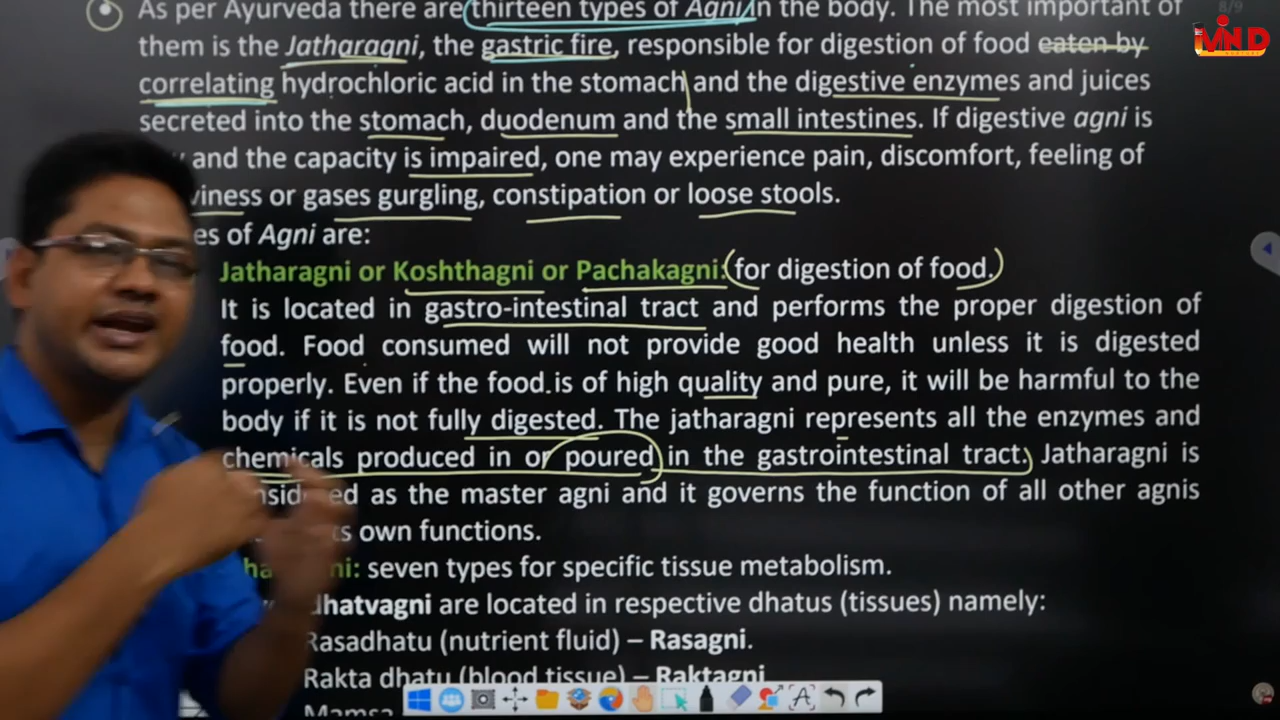 As per Ayurveda there are thirteen types of Agni in the body. The most important of
8/9
MIND
them is the Jatharagni, the gastric fire, responsible for digestion of food eaten by
correlating hydrochloric acid in the stomach and the digestive enzymes and juices
secreted into the stomach, duodenum and the small intestines. If digestive agni is
and the capacity is impaired, one may experience pain, discomfort, feeling of
viness or gases gurgling, constipation or loose stools.
es of Agni are:
Jatharagni or Koshthagni or Pachakagni: (for digestion of food.)
It is located in gastro-intestinal tract and performs the proper digestion of
food. Food consumed will not provide good health unless it is digested
properly. Even if the food is of high quality and pure, it will be harmful to the
body if it is not fully digested. The jatharagni represents all the enzymes and
chemicals produced in or poured in the gastrointestinal tract. Jatharagni is
nsid ed as the master agni and it governs the function of all other agnis
s own functions.
ni: seven types for specific tissue metabolism.
dhatvagni are located in respective dhatus (tissues) namely:
Rasadhatu (nutrient fluid) – Rasagni.
Rakta dhatu (blood tissue) – Raktagni
Mamsa